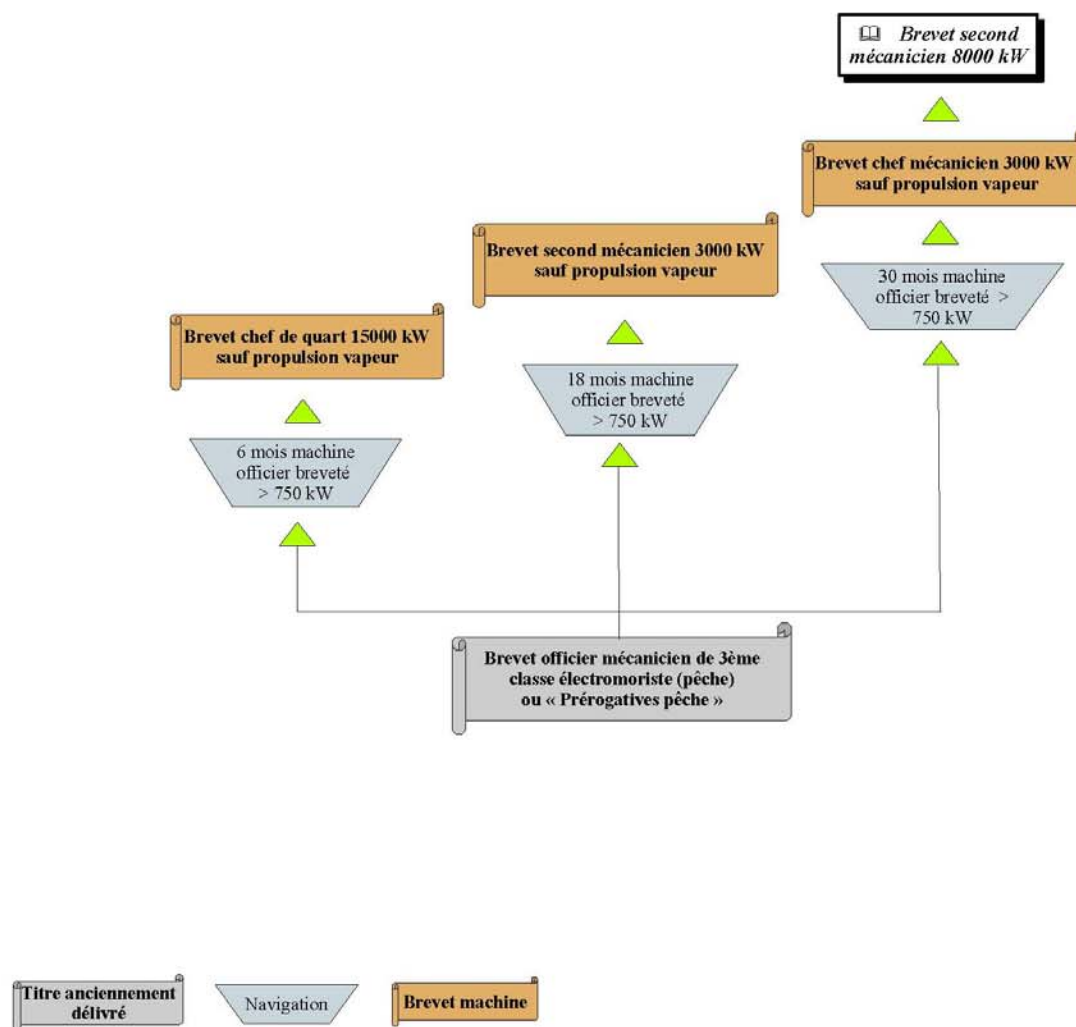 🕮 Brevet second
mécanicien 8000 kW
Brevet chef mécanicien 3000 kW
sauf propulsion vapeur
Brevet second mécanicien 3000 kW
sauf propulsion vapeur
30 mois machine
officier breveté >
750 kW
Brevet chef de quart 15000 kW
sauf propulsion vapeur
18 mois machine
officier breveté
> 750 kW
6 mois machine
officier breveté
> 750 kW
Brevet officier mécanicien de 3ème
classe électromoriste (pêche)
ou « Prérogatives pêche »
Titre anciennement
délivré
Navigation
Brevet machine